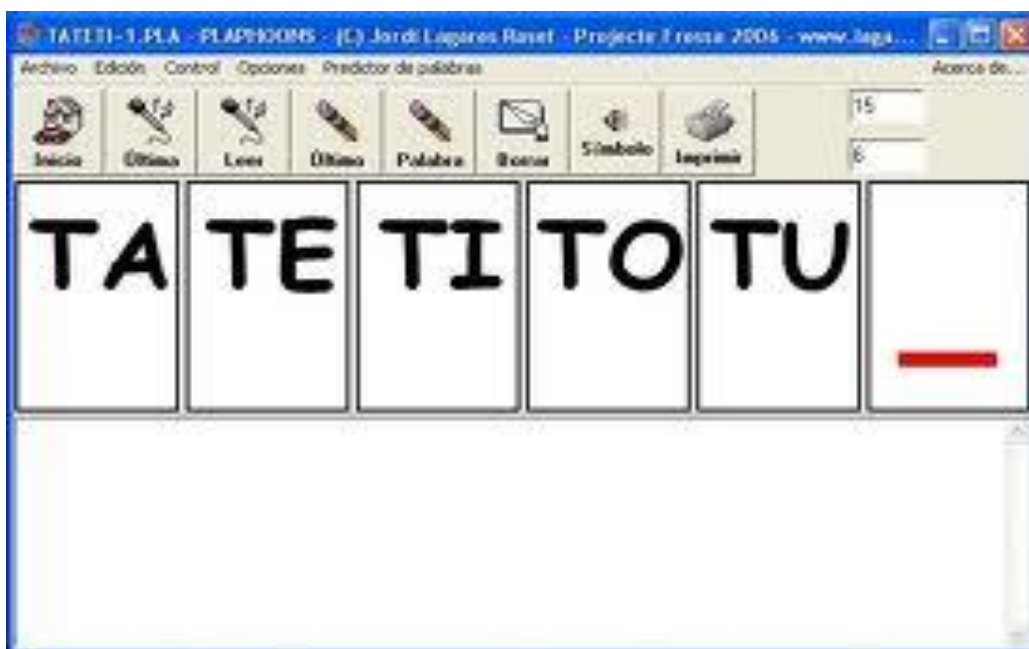 TATETI-1.PLA - PLAPHOONS - (C) Jordi Lagares Roset - Projecte Fressa 2006 - www.laga...
Archivo Edición Control Opciones Predictor de palabras Acerca de...
15
Inicio Última Leer Último Palabra Borrar Símbolo Imprimir
6
TA TE TI TO TU